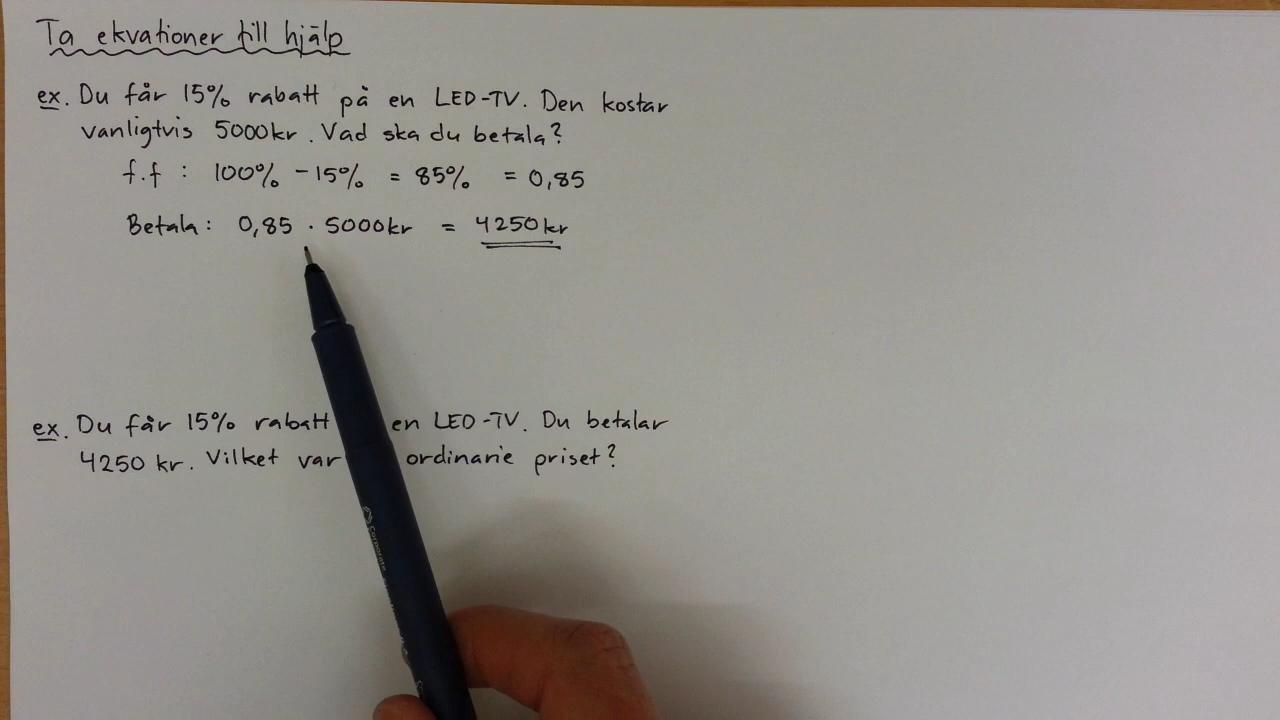 Ta ekvationer till hjälp
ex. Du får 15% rabatt på en LED-TV. Den kostar
vanligtvis 5000kr. Vad ska du betala?
f.f : 100% - 15% = 85% = 0,85
Betala: 0,85 · 5000kr = 4250kr
ex. Du får 15% rabatt en LED-TV. Du betalar
4250 kr. Vilket var ordinarie priset?
Corporate